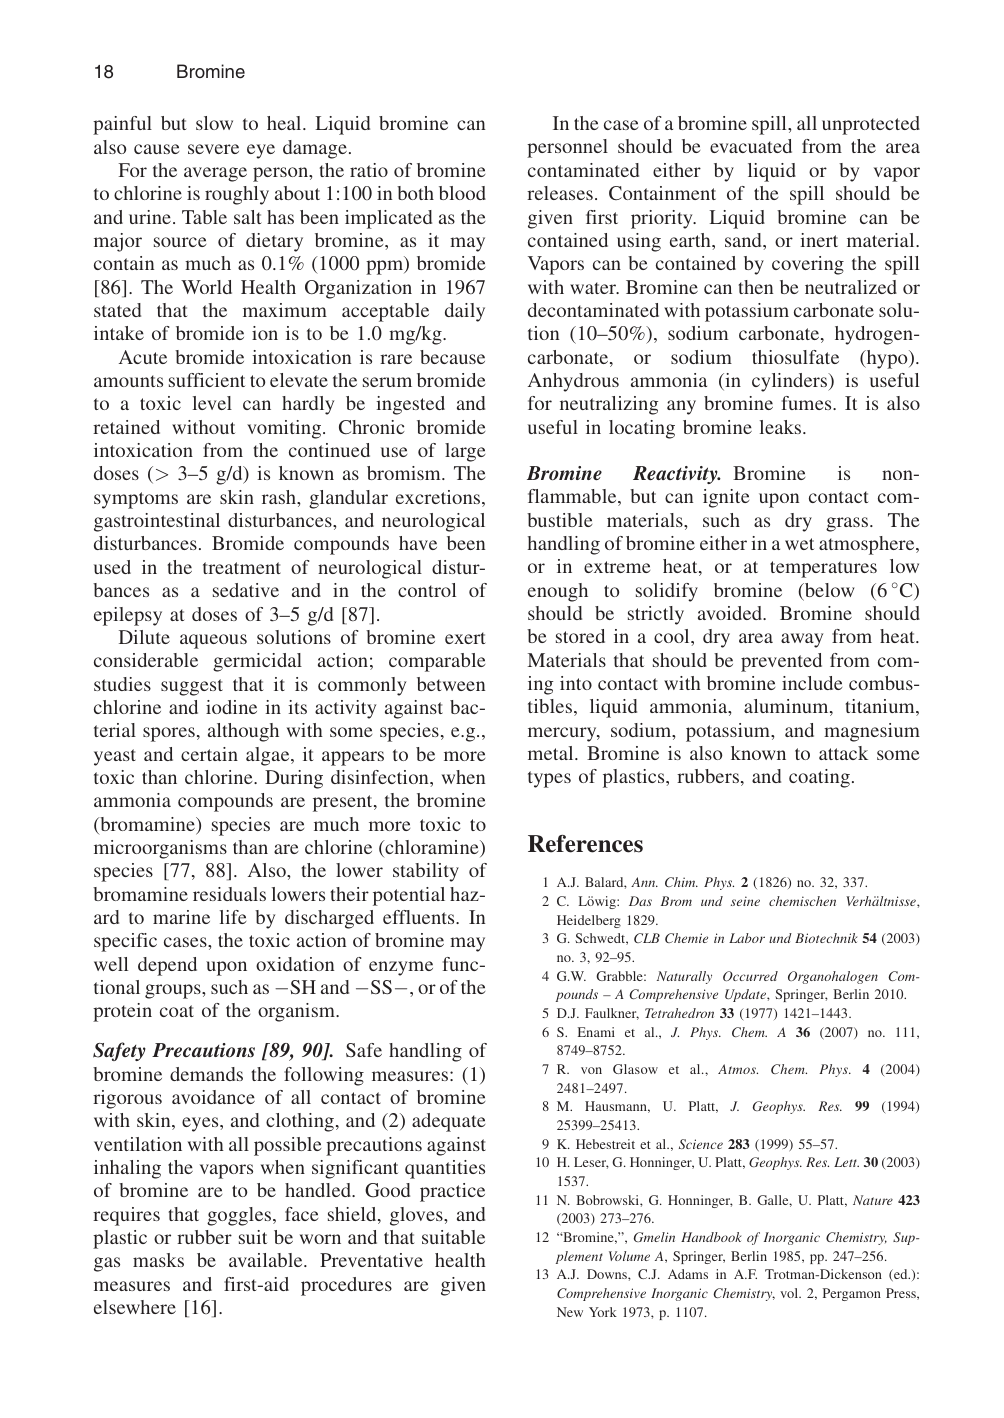 18 Bromine
painful but slow to heal. Liquid bromine can
also cause severe eye damage.
For the average person, the ratio of bromine
to chlorine is roughly about 1:100 in both blood
and urine. Table salt has been implicated as the
major source of dietary bromine, as it may
contain as much as 0.1% (1000 ppm) bromide
[86]. The World Health Organization in 1967
stated that the maximum acceptable daily
intake of bromide ion is to be 1.0 mg/kg.
Acute bromide intoxication is rare because
amounts sufficient to elevate the serum bromide
to a toxic level can hardly be ingested and
retained without vomiting. Chronic bromide
intoxication from the continued use of large
doses (> 3–5 g/d) is known as bromism. The
symptoms are skin rash, glandular excretions,
gastrointestinal disturbances, and neurological
disturbances. Bromide compounds have been
used in the treatment of neurological distur-
bances as a sedative and in the control of
epilepsy at doses of 3–5 g/d [87].
Dilute aqueous solutions of bromine exert
considerable germicidal action; comparable
studies suggest that it is commonly between
chlorine and iodine in its activity against bac-
terial spores, although with some species, e.g.,
yeast and certain algae, it appears to be more
toxic than chlorine. During disinfection, when
ammonia compounds are present, the bromine
(bromamine) species are much more toxic to
microorganisms than are chlorine (chloramine)
species [77, 88]. Also, the lower stability of
bromamine residuals lowers their potential haz-
ard to marine life by discharged effluents. In
specific cases, the toxic action of bromine may
well depend upon oxidation of enzyme func-
tional groups, such as −SH and −SS−, or of the
protein coat of the organism.
Safety Precautions [89, 90]. Safe handling of
bromine demands the following measures: (1)
rigorous avoidance of all contact of bromine
with skin, eyes, and clothing, and (2) adequate
ventilation with all possible precautions against
inhaling the vapors when significant quantities
of bromine are to be handled. Good practice
requires that goggles, face shield, gloves, and
plastic or rubber suit be worn and that suitable
gas masks be available. Preventative health
measures and first-aid procedures are given
elsewhere [16].
In the case of a bromine spill, all unprotected
personnel should be evacuated from the area
contaminated either by liquid or by vapor
releases. Containment of the spill should be
given first priority. Liquid bromine can be
contained using earth, sand, or inert material.
Vapors can be contained by covering the spill
with water. Bromine can then be neutralized or
decontaminated with potassium carbonate solu-
tion (10–50%), sodium carbonate, hydrogen-
carbonate, or sodium thiosulfate (hypo).
Anhydrous ammonia (in cylinders) is useful
for neutralizing any bromine fumes. It is also
useful in locating bromine leaks.
Bromine Reactivity. Bromine is non-
flammable, but can ignite upon contact com-
bustible materials, such as dry grass. The
handling of bromine either in a wet atmosphere,
or in extreme heat, or at temperatures low
enough to solidify bromine (below (6 °C)
should be strictly avoided. Bromine should
be stored in a cool, dry area away from heat.
Materials that should be prevented from com-
ing into contact with bromine include combus-
tibles, liquid ammonia, aluminum, titanium,
mercury, sodium, potassium, and magnesium
metal. Bromine is also known to attack some
types of plastics, rubbers, and coating.
References
1 A.J. Balard, Ann. Chim. Phys. 2 (1826) no. 32, 337.
2 C. Löwig: Das Brom und seine chemischen Verhältnisse,
Heidelberg 1829.
3 G. Schwedt, CLB Chemie in Labor und Biotechnik 54 (2003)
no. 3, 92–95.
4 G.W. Grabble: Naturally Occurred Organohalogen Com-
pounds – A Comprehensive Update, Springer, Berlin 2010.
5 D.J. Faulkner, Tetrahedron 33 (1977) 1421–1443.
6 S. Enami et al., J. Phys. Chem. A 36 (2007) no. 111,
8749–8752.
7 R. von Glasow et al., Atmos. Chem. Phys. 4 (2004)
2481–2497.
8 M. Hausmann, U. Platt, J. Geophys. Res. 99 (1994)
25399–25413.
9 K. Hebestreit et al., Science 283 (1999) 55–57.
10 H. Leser, G. Honninger, U. Platt, Geophys. Res. Lett. 30 (2003)
1537.
11 N. Bobrowski, G. Honninger, B. Galle, U. Platt, Nature 423
(2003) 273–276.
12 “Bromine,”, Gmelin Handbook of Inorganic Chemistry, Sup-
plement Volume A, Springer, Berlin 1985, pp. 247–256.
13 A.J. Downs, C.J. Adams in A.F. Trotman-Dickenson (ed.):
Comprehensive Inorganic Chemistry, vol. 2, Pergamon Press,
New York 1973, p. 1107.